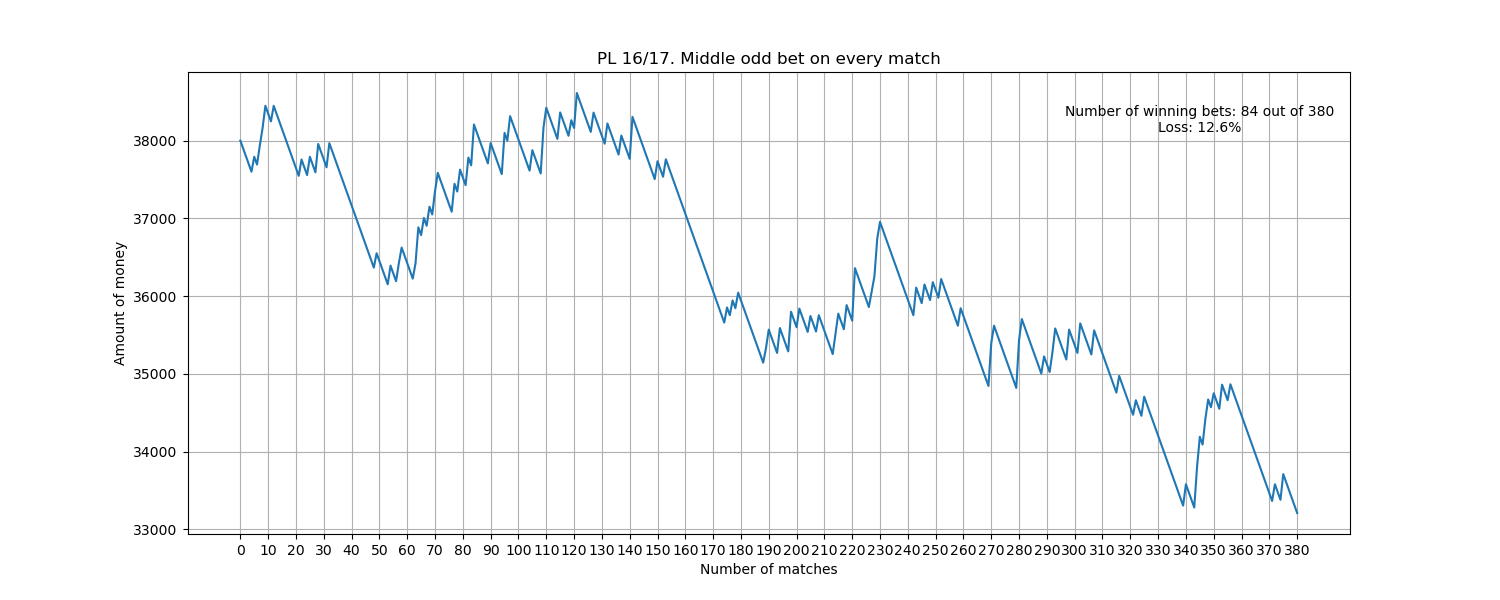 PL 16/17. Middle odd bet on every match
Number of winning bets: 84 out of 380
Loss: 12.6%
38000
37000
36000
35000
34000
33000
Amount of money
0 10 20 30 40 50 60 70 80 90 100 110 120 130 140 150 160 170 180 190 200 210 220 230 240 250 260 270 280 290 300 310 320 330 340 350 360 370 380
Number of matches